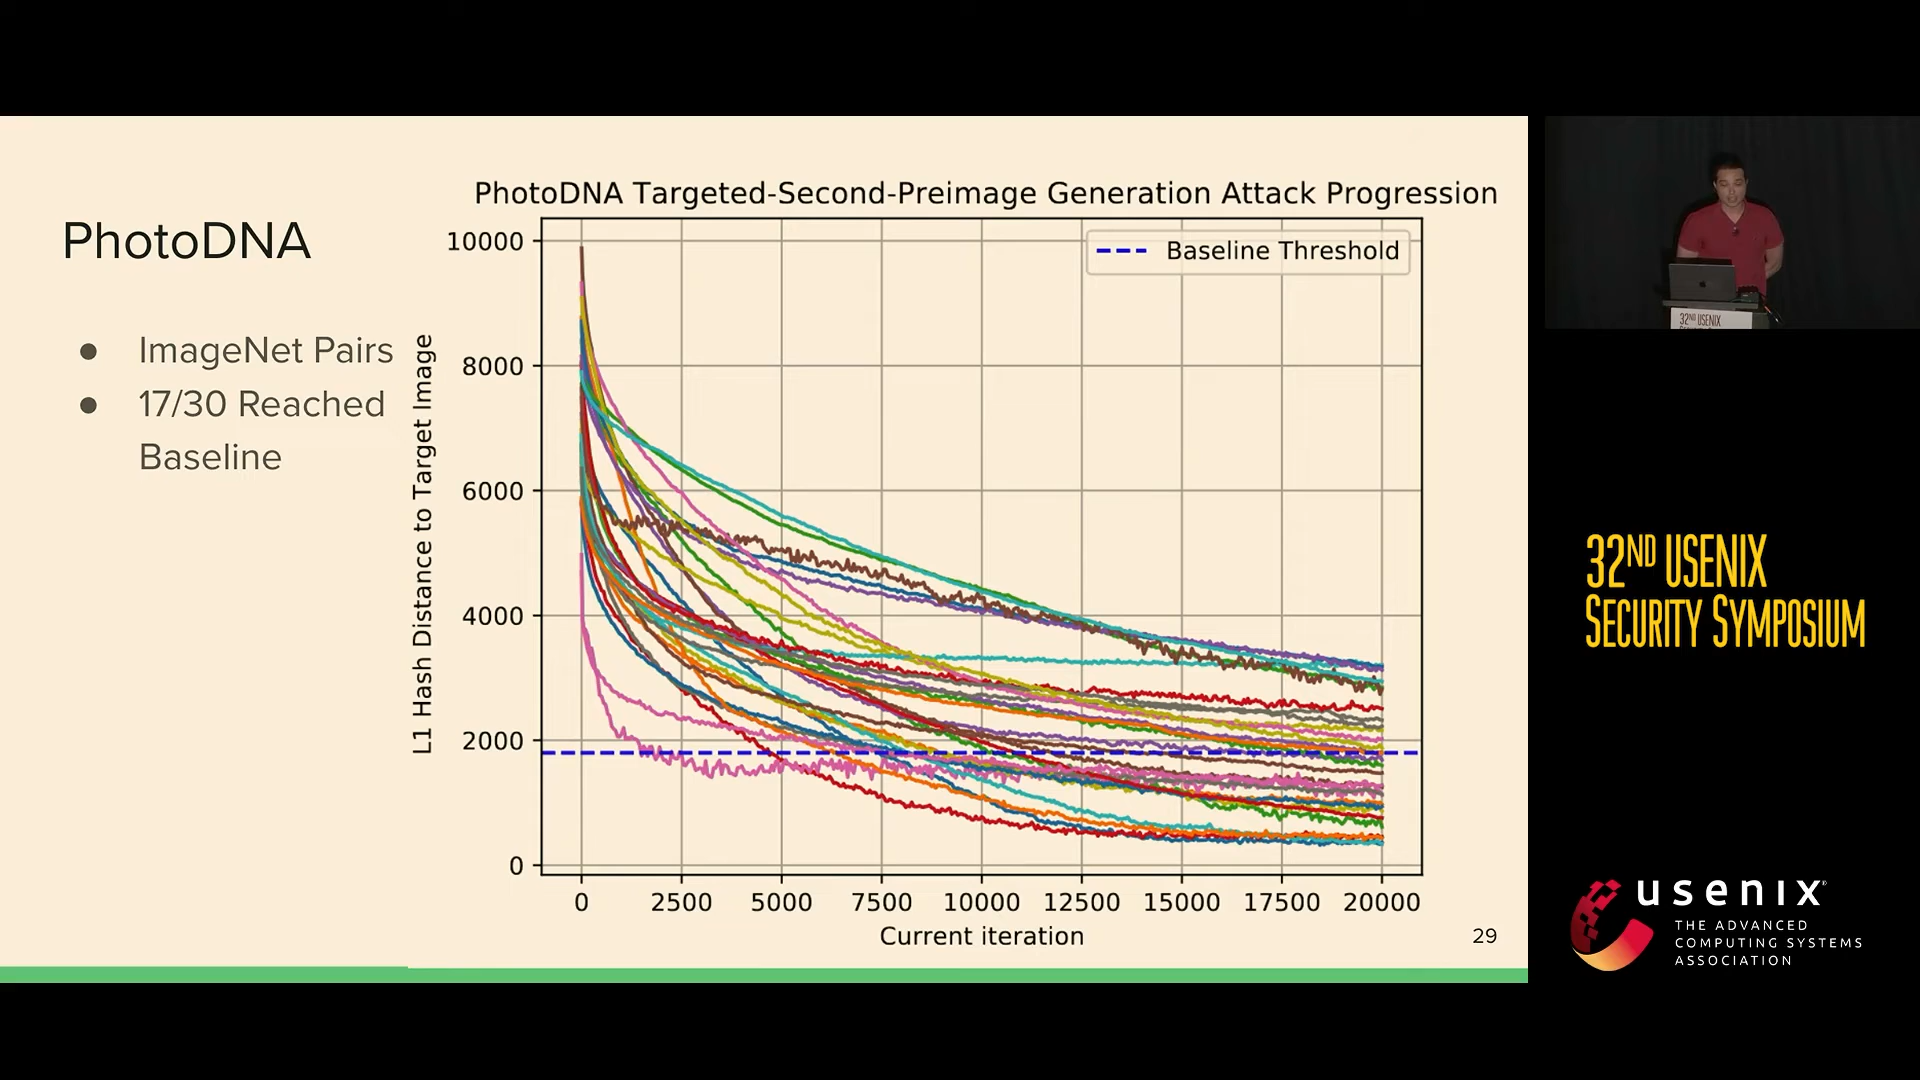 PhotoDNA
● ImageNet Pairs
● 17/30 Reached
Baseline
PhotoDNA Targeted-Second-Preimage Generation Attack Progression
Baseline Threshold
L1 Hash Distance to Target Image
10000
8000
6000
4000
2000
0
0 2500 5000 7500 10000 12500 15000 17500 20000
Current iteration
29
32ND USENIX
32ND USENIX
SECURITY SYMPOSIUM
usenix®
THE ADVANCED
COMPUTING SYSTEMS
ASSOCIATION